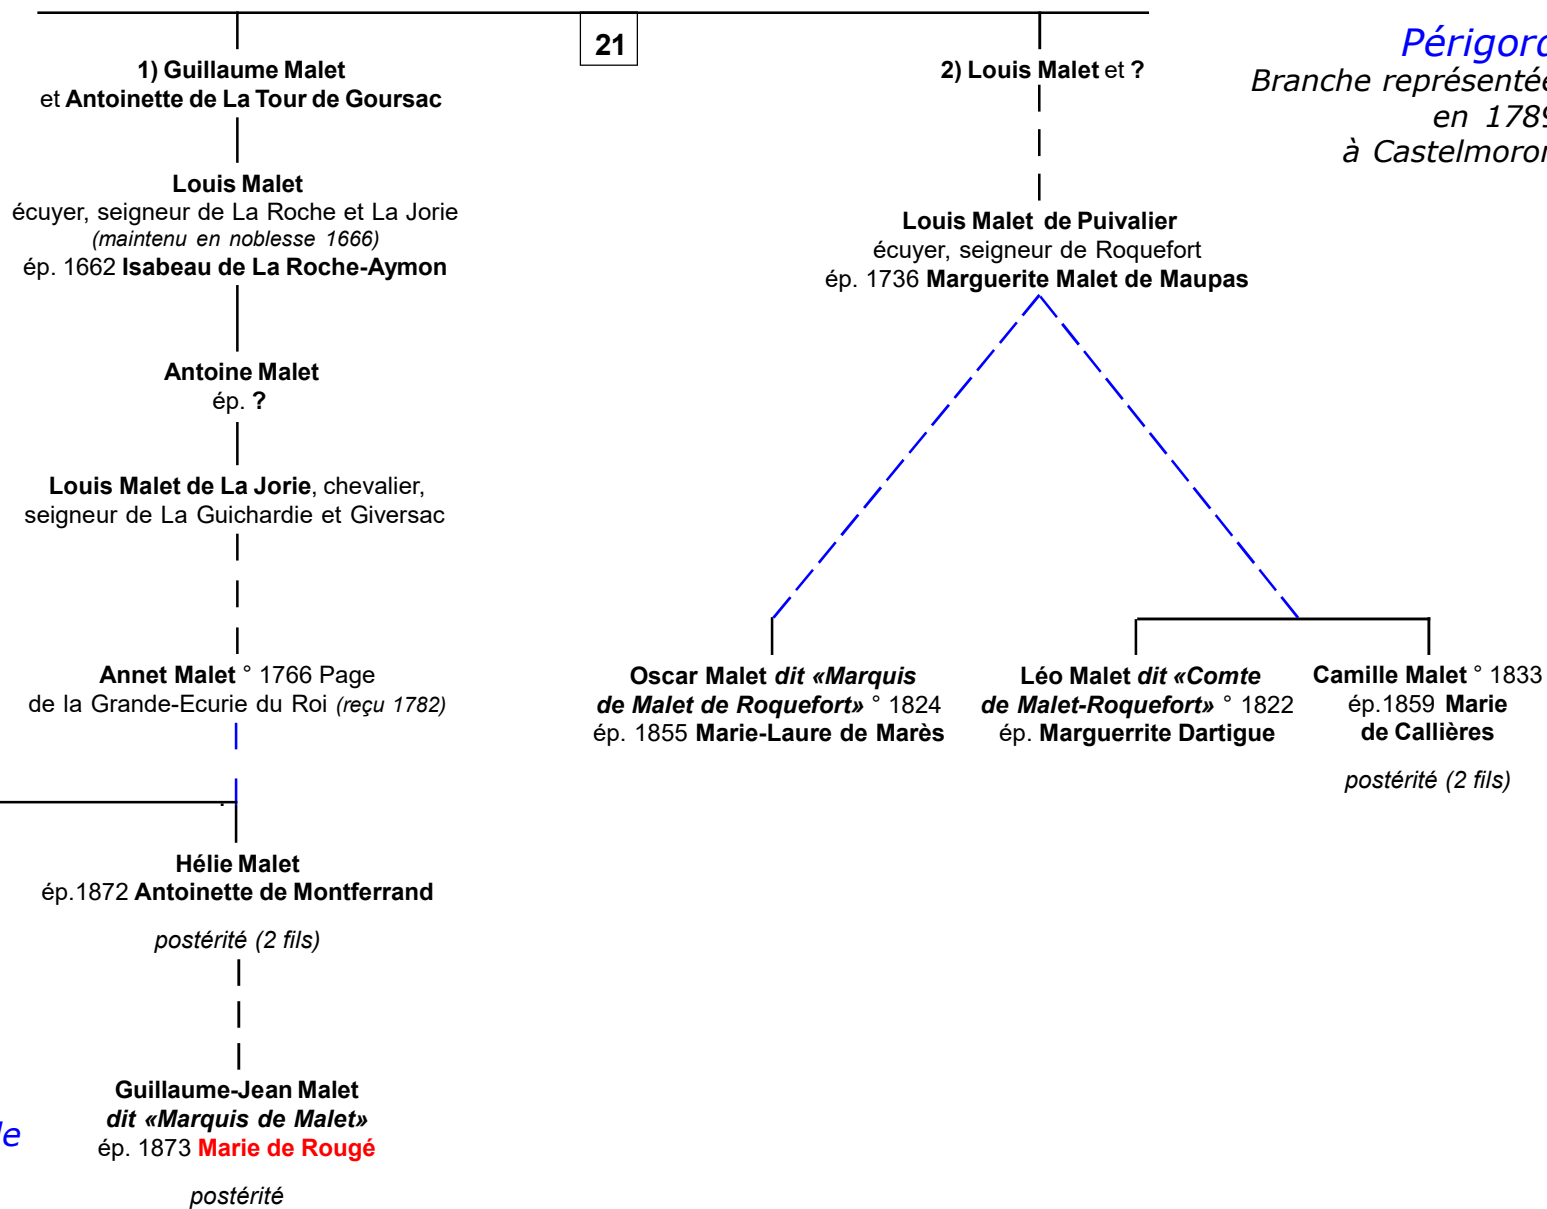 21
1) Guillaume Malet
et Antoinette de La Tour de Goursac
Louis Malet
écuyer, seigneur de La Roche et La Jorie
(maintenu en noblesse 1666)
ép. 1662 Isabeau de La Roche-Aymon
Antoine Malet
ép. ?
Louis Malet de La Jorie, chevalier,
seigneur de La Guichardie et Giversac
Annet Malet ° 1766 Page
de la Grande-Ecurie du Roi (reçu 1782)
Hélie Malet
ép.1872 Antoinette de Montferrand
postérité (2 fils)
Guillaume-Jean Malet
dit «Marquis de Malet»
ép. 1873 Marie de Rougé
postérité
2) Louis Malet et ?
Louis Malet de Puivalier
écuyer, seigneur de Roquefort
ép. 1736 Marguerite Malet de Maupas
Oscar Malet dit «Marquis
de Malet de Roquefort» ° 1824
ép. 1855 Marie-Laure de Marès
Léo Malet dit «Comte
de Malet-Roquefort» ° 1822
ép. Marguerrite Dartigue
Camille Malet ° 1833
ép.1859 Marie
de Callières
postérité (2 fils)
Périgord
Branche représentée
en 1789
à Castelmoron